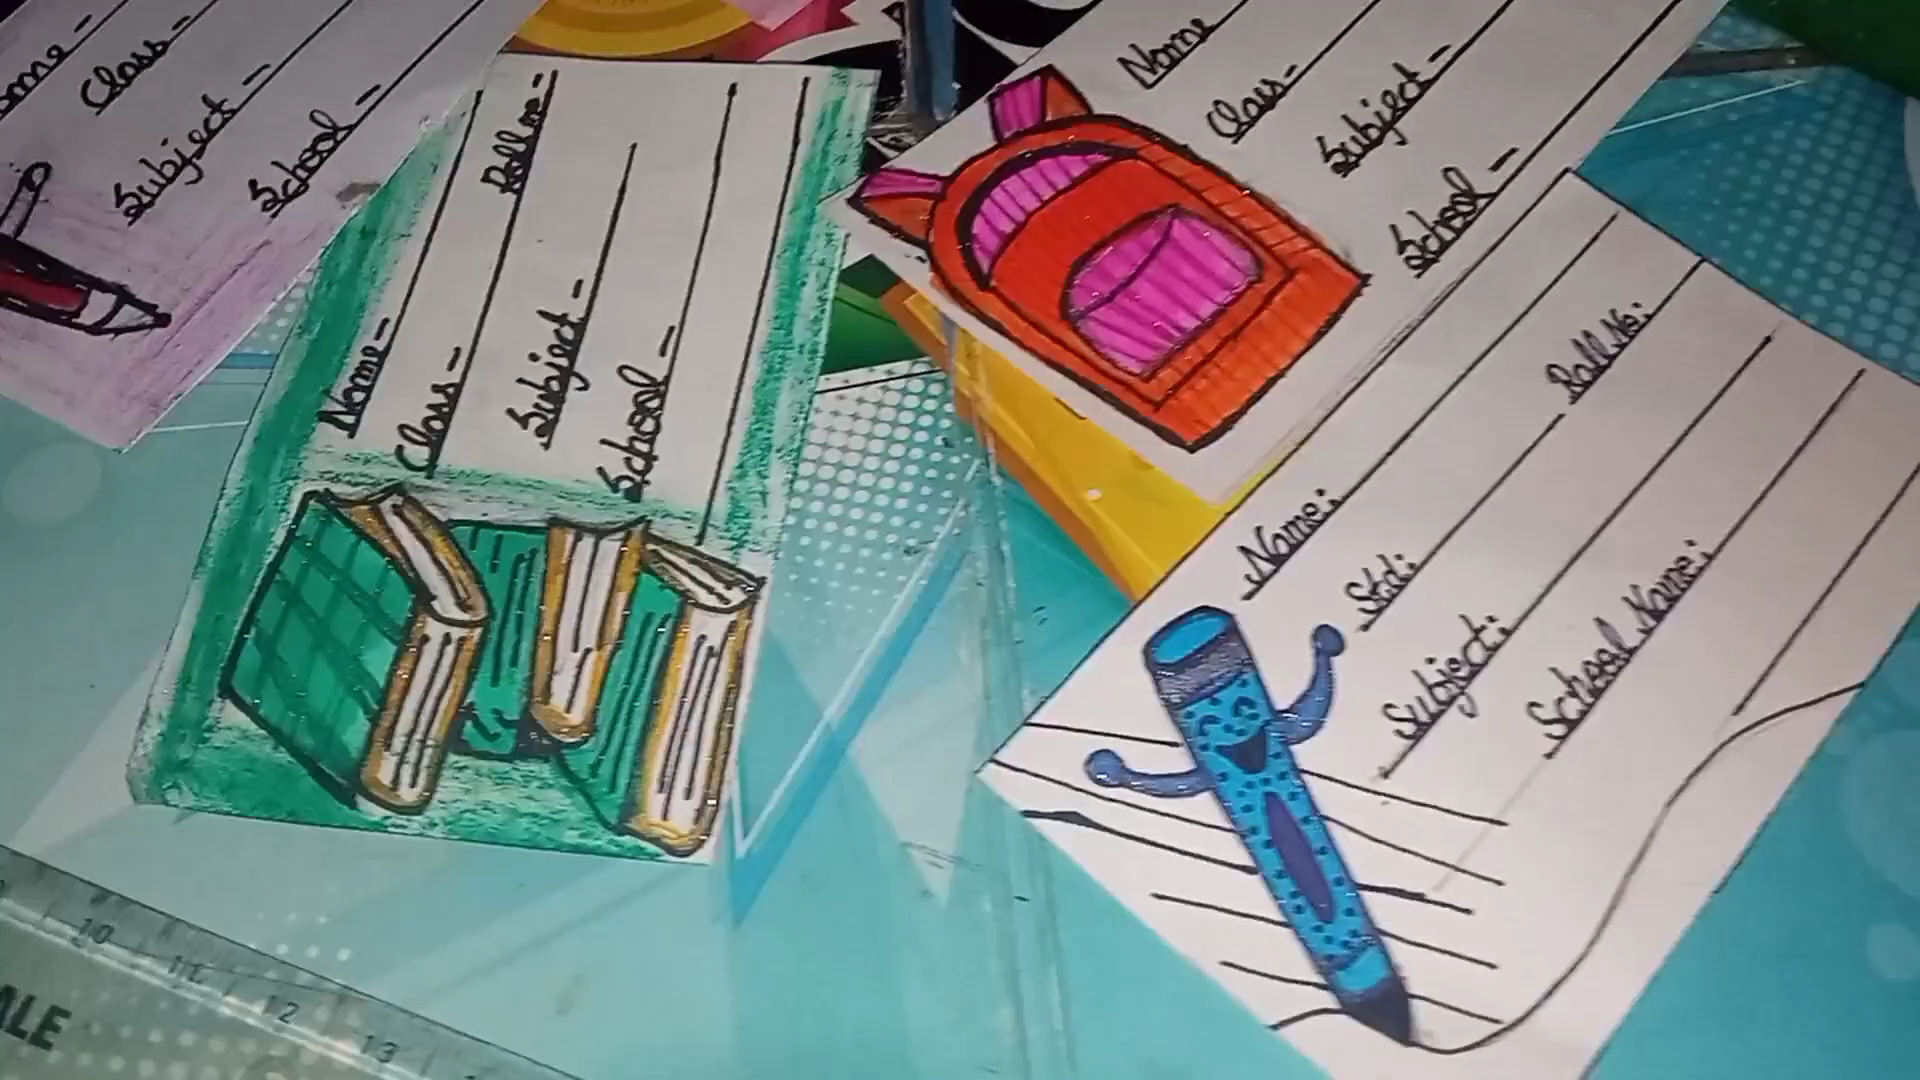 Class-
Subject-
School-
Name-
Class-
Roll no-
Subject-
School-
Name
Class-
Subject-
School-
Name:
Std:
Roll No:
Subject:
School Name:
10
11
12
13